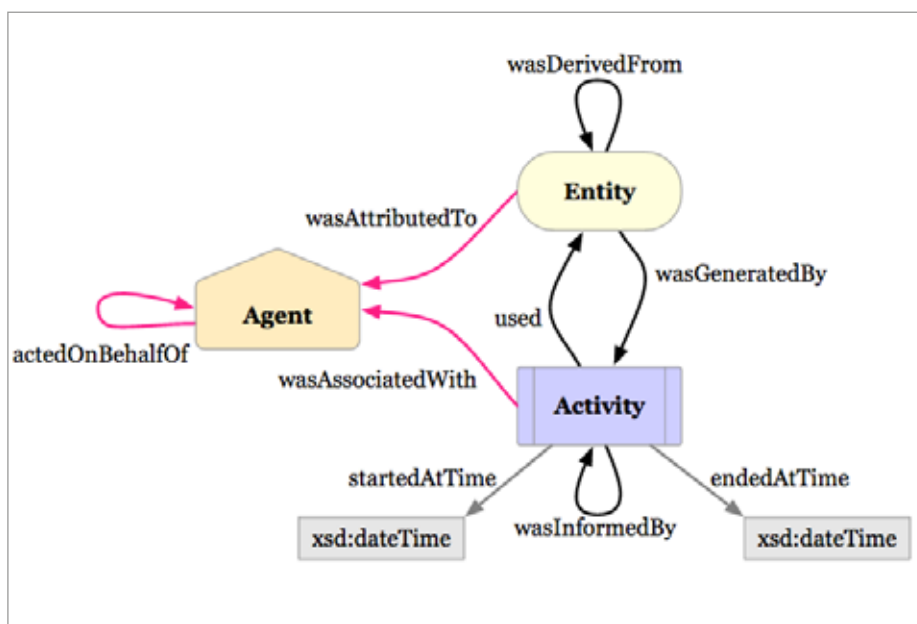 wasDerivedFrom
Entity
wasAttributedTo
wasGeneratedBy
Agent
used
actedOnBehalfOf
wasAssociatedWith
Activity
startedAtTime
endedAtTime
wasInformedBy
xsd:dateTime
xsd:dateTime